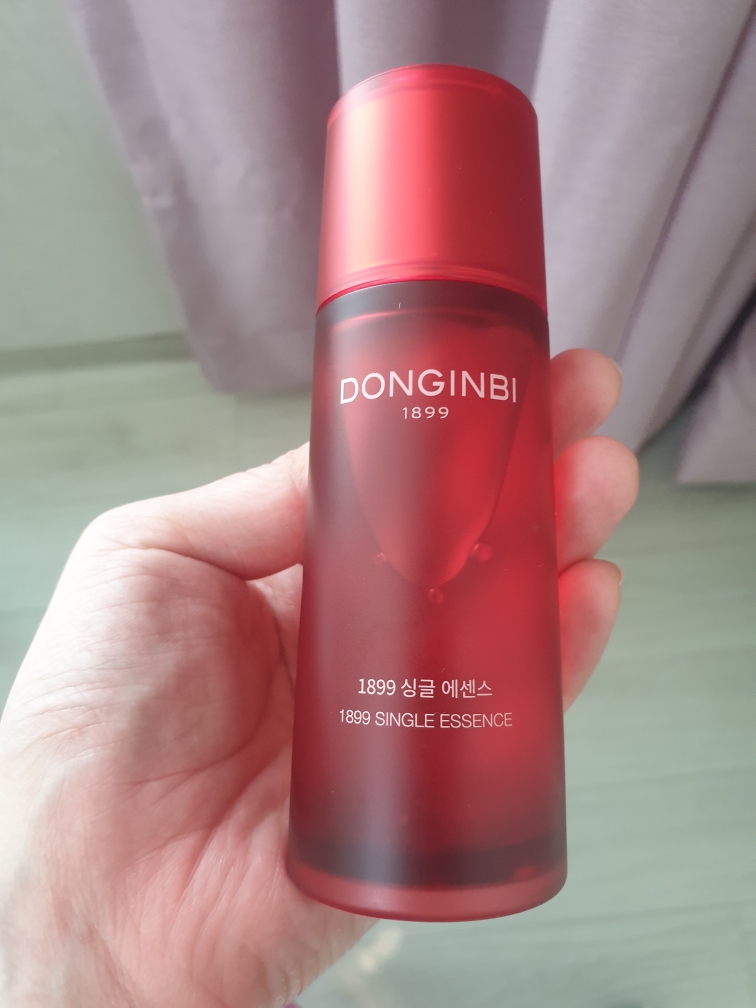 DONGINBI
1899
1899 싱글 에센스
1899 SINGLE ESSENCE